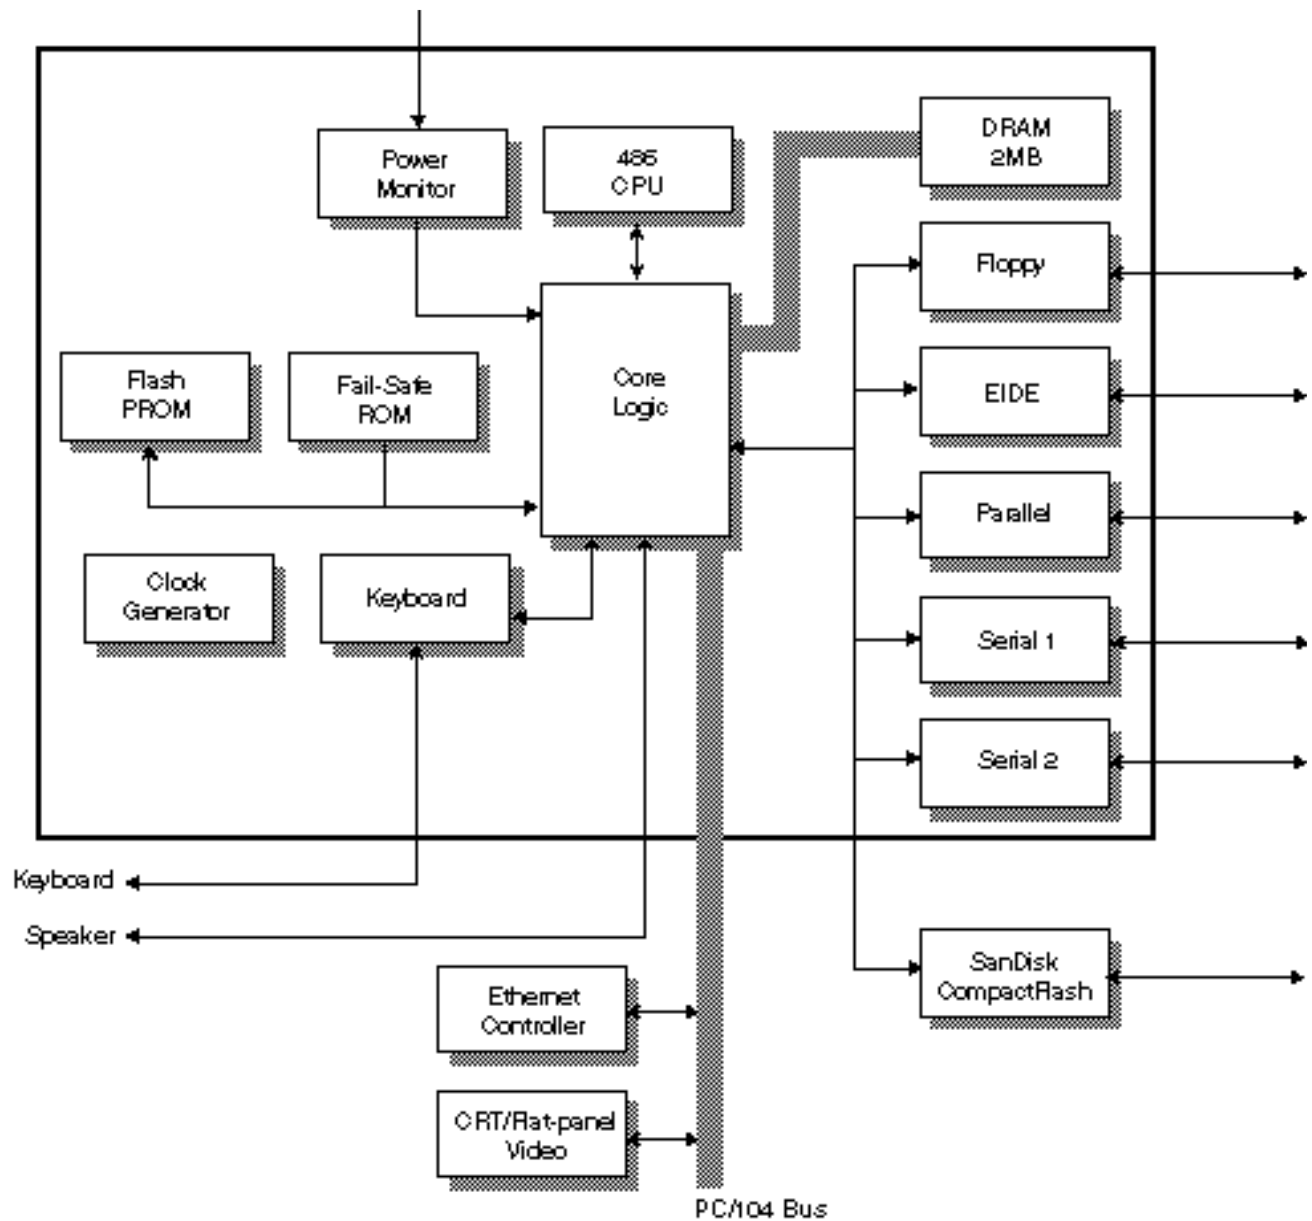 Power
Monitor
486
CPU
DRAM
2MB
Floppy
Core
Logic
Flash
PROM
Fail-Safe
ROM
EIDE
Parallel
Clock
Generator
Keyboard
Serial 1
Serial 2
Keyboard
Speaker
SanDisk
CompactFlash
Ethernet
Controller
CRT/Flat-panel
Video
PC/104 Bus